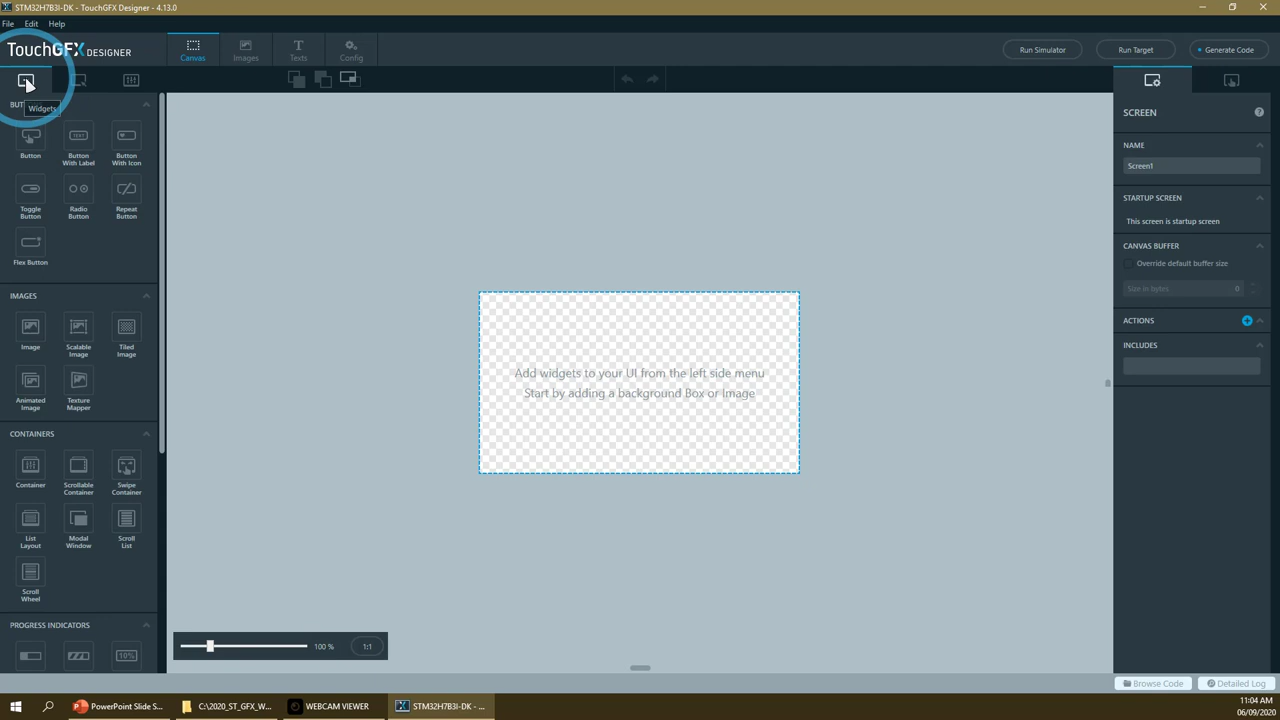 STM32H7B3I-DK - TouchGFX Designer - 4.13.0
File Edit Help
TouchGFX DESIGNER
Canvas
Images
Texts
Config
Run Simulator
Run Target
Generate Code
Widgets
BU
Button
Button With Label
Button With Icon
Toggle Button
Radio Button
Repeat Button
Flex Button
IMAGES
Image
Scalable Image
Tiled Image
Animated Image
Texture Mapper
CONTAINERS
Container
Scrollable Container
Swipe Container
List Layout
Modal Window
Scroll List
Scroll Wheel
PROGRESS INDICATORS
10%
Add widgets to your UI from the left side menu
Start by adding a background Box or Image
100 %
1:1
SCREEN
NAME
Screen1
STARTUP SCREEN
This screen is startup screen
CANVAS BUFFER
Override default buffer size
Size in bytes 0
ACTIONS
INCLUDES
Browse Code
Detailed Log
PowerPoint Slide S...
C:\2020_ST_GFX_W...
WEBCAM VIEWER
STM32H7B3I-DK - ...
11:04 AM
06/09/2020